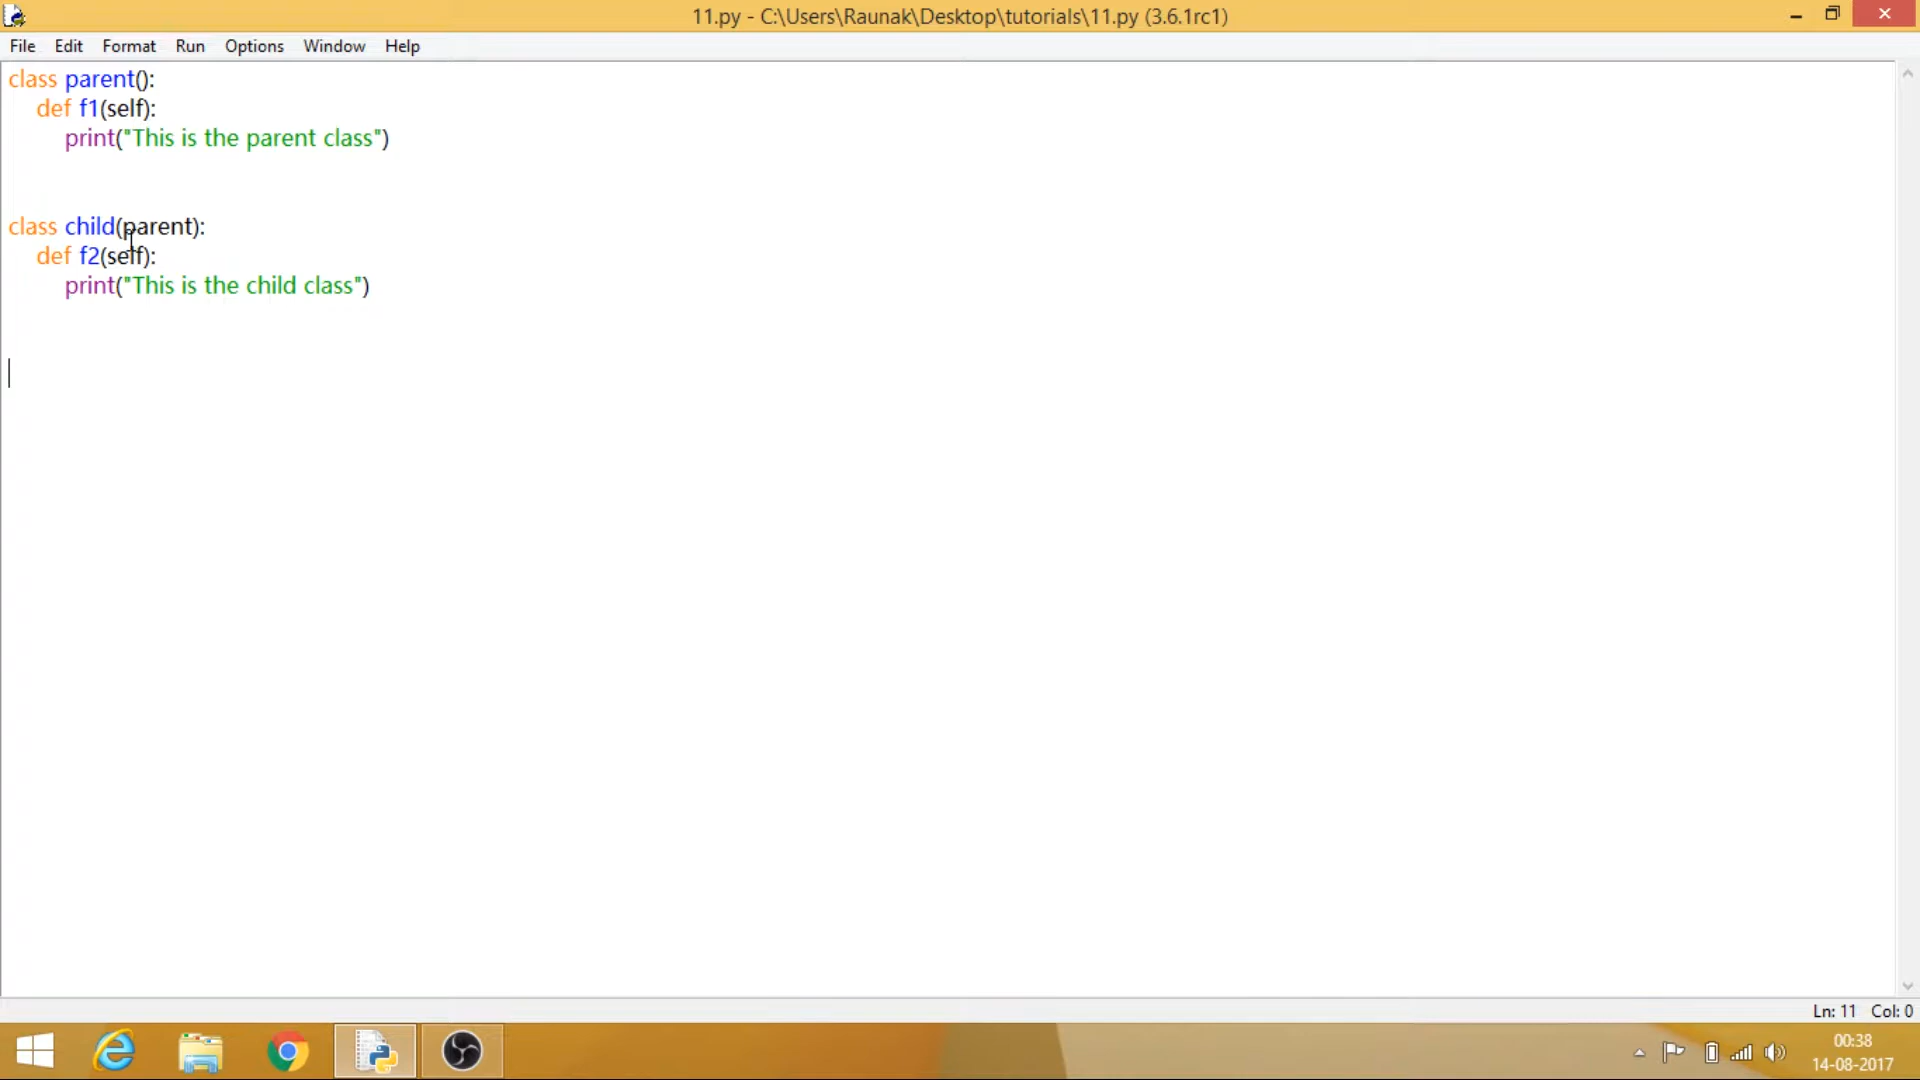 11.py - C:\Users\Raunak\Desktop\tutorials\11.py (3.6.1rc1)
File Edit Format Run Options Window Help
class parent():
    def f1(self):
        print("This is the parent class")
class child(parent):
    def f2(self):
        print("This is the child class")
Ln: 11 Col: 0
00:38
14-08-2017